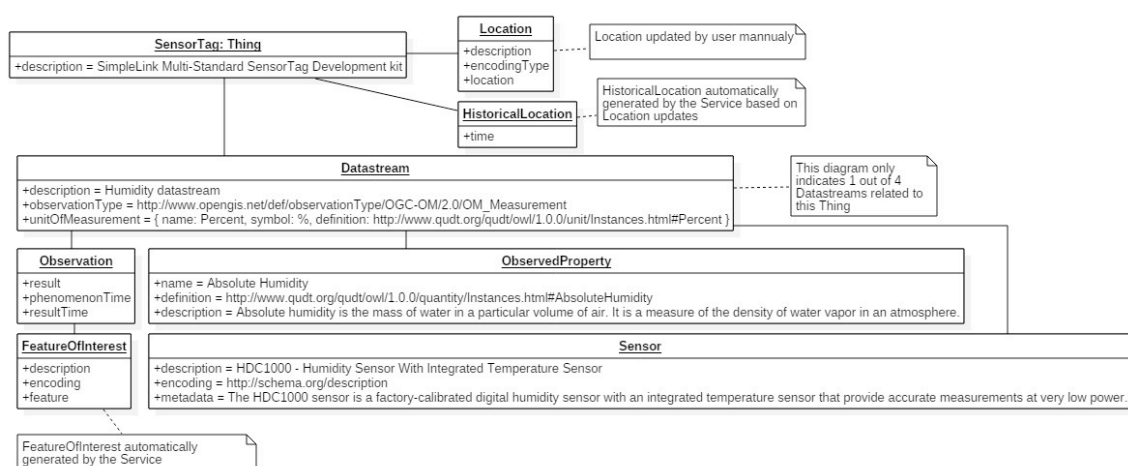 SensorTag: Thing
+description = SimpleLink Multi-Standard SensorTag Development kit
Location
+description
+encodingType
+location
Location updated by user mannualy
HistoricalLocation
+time
HistoricalLocation automatically
generated by the Service based on
Location updates
Datastream
+description = Humidity datastream
+observationType = http://www.opengis.net/def/observationType/OGC-OM/2.0/OM_Measurement
+unitOfMeasurement = { name: Percent, symbol: %, definition: http://www.qudt.org/qudt/owl/1.0.0/unit/Instances.html#Percent }
This diagram only
indicates 1 out of 4
Datastreams related to
this Thing
Observation
+result
+phenomenonTime
+resultTime
ObservedProperty
+name = Absolute Humidity
+definition = http://www.qudt.org/qudt/owl/1.0.0/quantity/Instances.html#AbsoluteHumidity
+description = Absolute humidity is the mass of water in a particular volume of air. It is a measure of the density of water vapor in an atmosphere.
FeatureOfInterest
+description
+encoding
+feature
Sensor
+description = HDC1000 - Humidity Sensor With Integrated Temperature Sensor
+encoding = http://schema.org/description
+metadata = The HDC1000 sensor is a factory-calibrated digital humidity sensor with an integrated temperature sensor that provide accurate measurements at very low power.
FeatureOfInterest automatically
generated by the Service